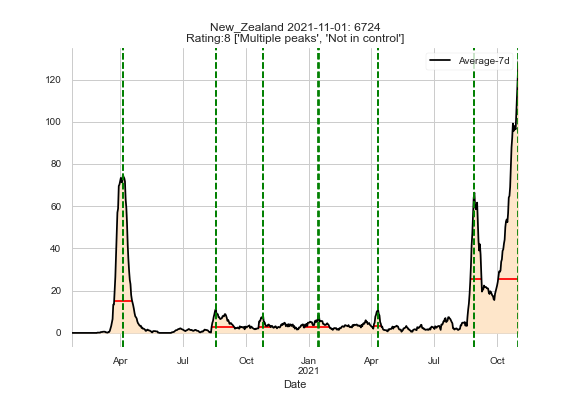 New_Zealand 2021-11-01: 6724
Rating:8 ['Multiple peaks', 'Not in control']
Average-7d
120
100
80
60
40
20
0
Apr Jul Oct Jan Apr Jul Oct
2021
Date